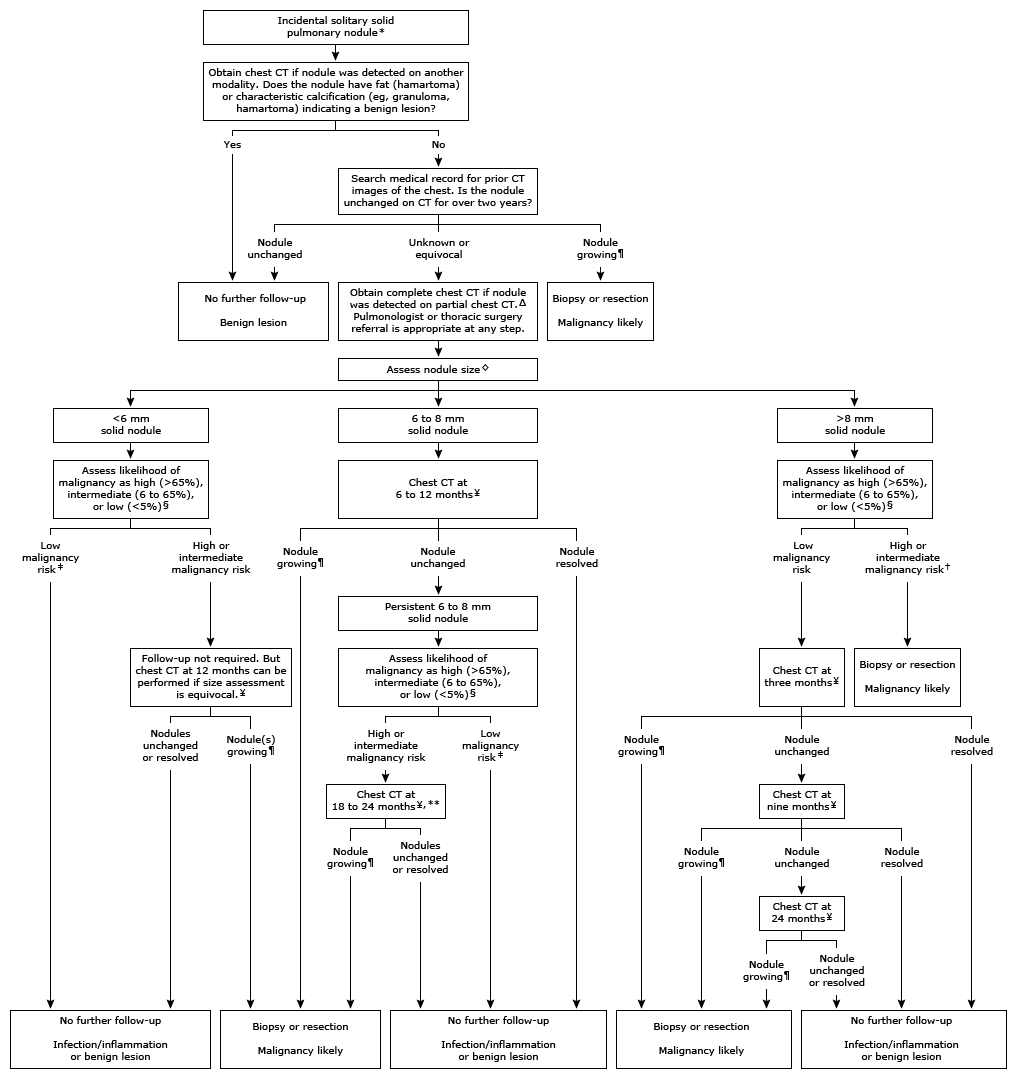 Incidental solitary solid
pulmonary nodule*
Obtain chest CT if nodule was detected on another
modality. Does the nodule have fat (hamartoma)
or characteristic calcification (eg, granuloma,
hamartoma) indicating a benign lesion?
Yes
No
Search medical record for prior CT
images of the chest. Is the nodule
unchanged on CT for over two years?
Nodule
unchanged
Unknown or
equivocal
Nodule
growing¶
No further follow-up
Benign lesion
Obtain complete chest CT if nodule
was detected on partial chest CT.Δ
Pulmonologist or thoracic surgery
referral is appropriate at any step.
Biopsy or resection
Malignancy likely
Assess nodule size◇
<6 mm
solid nodule
6 to 8 mm
solid nodule
>8 mm
solid nodule
Assess likelihood of
malignancy as high (>65%),
intermediate (6 to 65%),
or low (<5%)§
Chest CT at
6 to 12 months¥
Assess likelihood of
malignancy as high (>65%),
intermediate (6 to 65%),
or low (<5%)§
Low
malignancy
risk‡
High or
intermediate
malignancy risk
Nodule
growing¶
Nodule
unchanged
Nodule
resolved
Low
malignancy
risk
High or
intermediate
malignancy risk†
Persistent 6 to 8 mm
solid nodule
Follow-up not required. But
chest CT at 12 months can be
performed if size assessment
is equivocal.¥
Assess likelihood of
malignancy as high (>65%),
intermediate (6 to 65%),
or low (<5%)§
Chest CT at
three months¥
Biopsy or resection
Malignancy likely
Nodules
unchanged
or resolved
Nodule(s)
growing¶
High or
intermediate
malignancy risk
Low
malignancy
risk‡
Nodule
growing¶
Nodule
unchanged
Nodule
resolved
Chest CT at
18 to 24 months¥,**
Chest CT at
nine months¥
Nodule
growing¶
Nodules
unchanged
or resolved
Nodule
growing¶
Nodule
unchanged
Nodule
resolved
Chest CT at
24 months¥
Nodule
growing¶
Nodule
unchanged
or resolved
No further follow-up
Infection/inflammation
or benign lesion
Biopsy or resection
Malignancy likely
No further follow-up
Infection/inflammation
or benign lesion
Biopsy or resection
Malignancy likely
No further follow-up
Infection/inflammation
or benign lesion